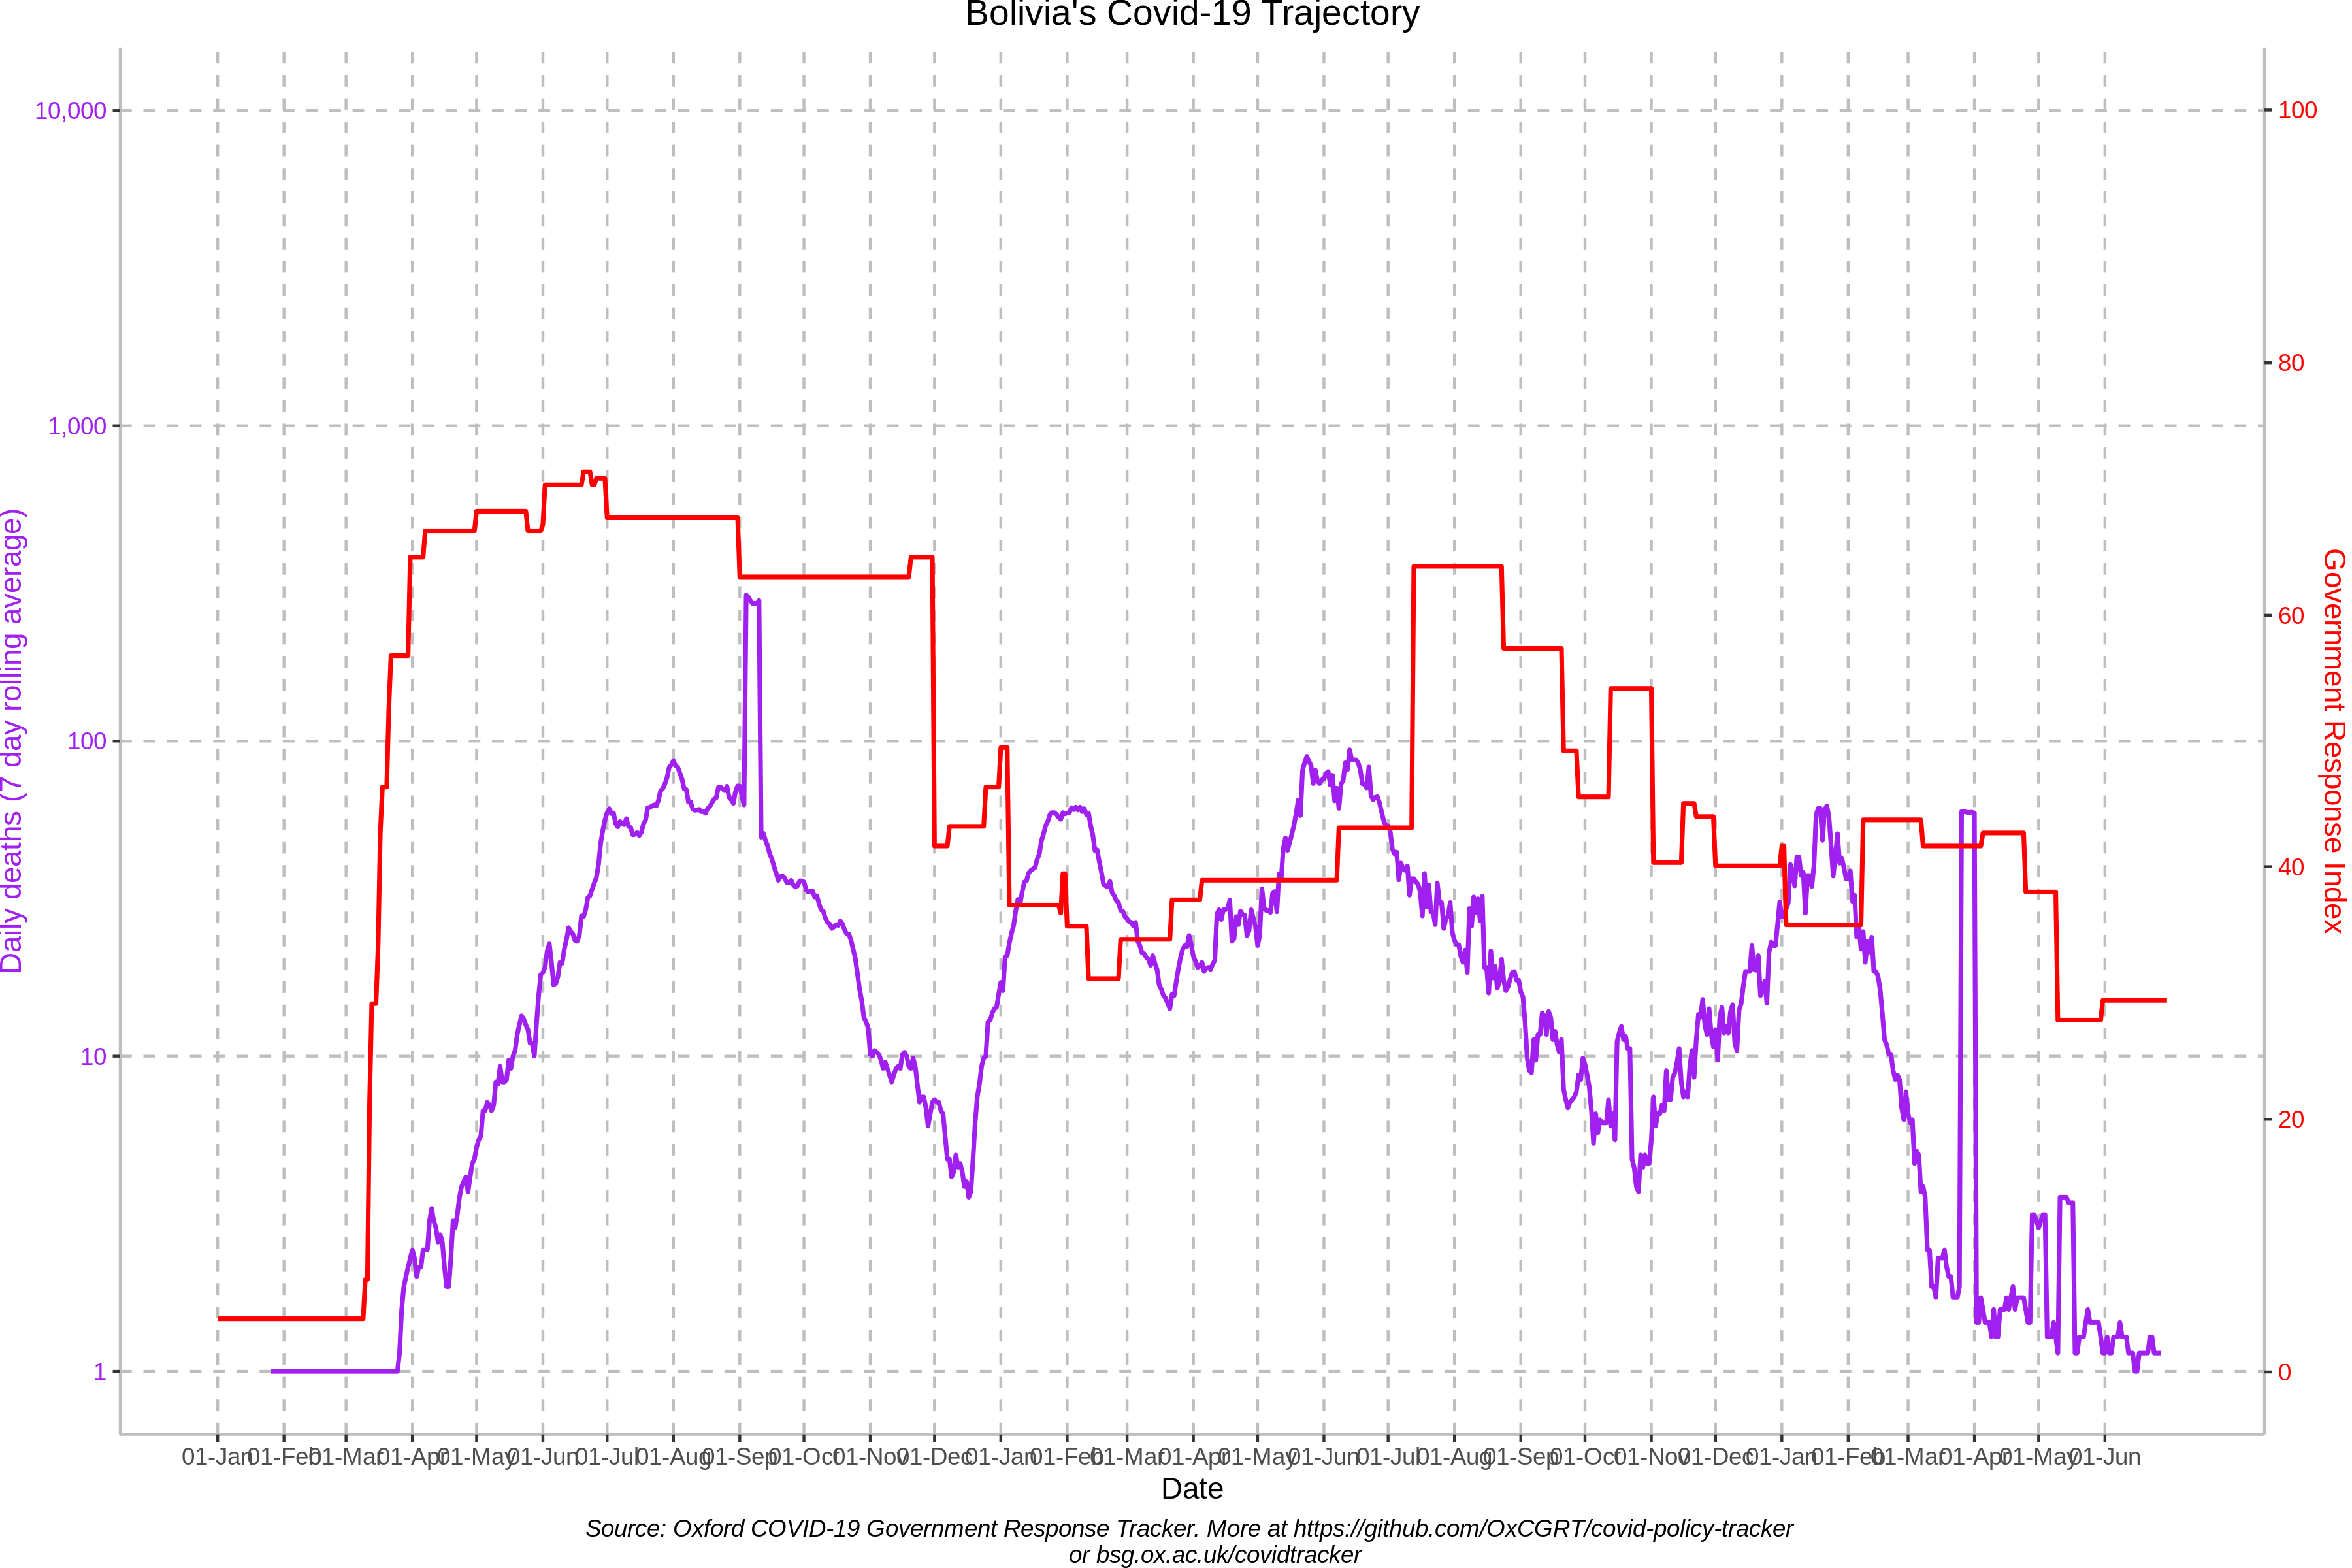 Bolivia's Covid-19 Trajectory
10,000
1,000
100
10
1
Daily deaths (7 day rolling average)
100
80
60
40
20
0
Government Response Index
01-Jan 01-Feb 01-Mar 01-Apr 01-May 01-Jun 01-Jul 01-Aug 01-Sep 01-Oct 01-Nov 01-Dec 01-Jan 01-Feb 01-Mar 01-Apr 01-May 01-Jun 01-Jul 01-Aug 01-Sep 01-Oct 01-Nov 01-Dec 01-Jan 01-Feb 01-Mar 01-Apr 01-May 01-Jun
Date
Source: Oxford COVID-19 Government Response Tracker. More at https://github.com/OxCGRT/covid-policy-tracker
or bsg.ox.ac.uk/covidtracker